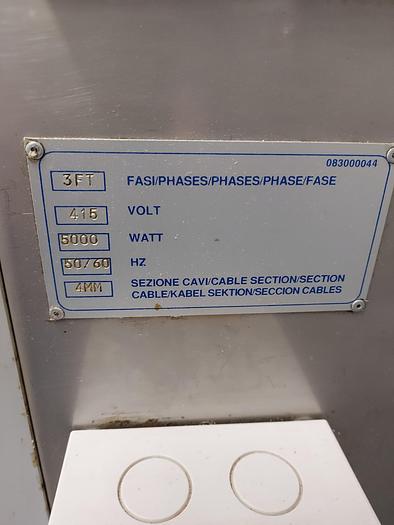 083000044
3FT FASI/PHASES/PHASES/PHASE/FASE
415 VOLT
5000 WATT
50/60 HZ
4MM SEZIONE CAVI/CABLE SECTION/SECTION
CABLE/KABEL SEKTION/SECCION CABLES